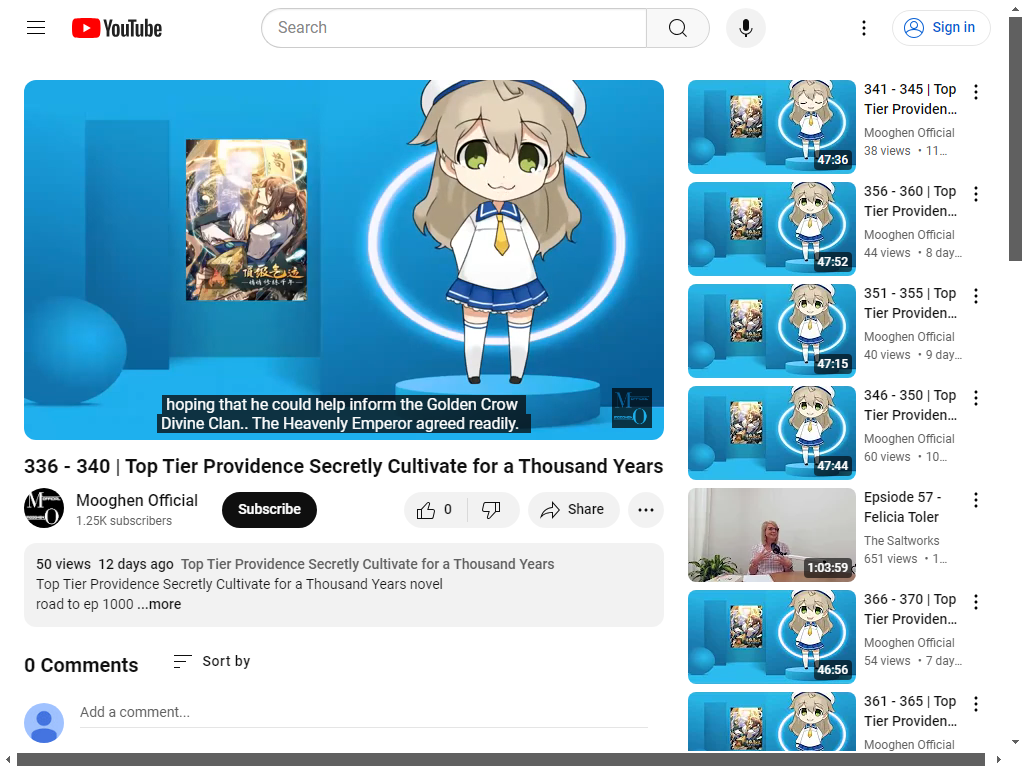 YouTube
Search
Sign in
頂級气运
悄悄修炼千年
hoping that he could help inform the Golden Crow
Divine Clan.. The Heavenly Emperor agreed readily.
336 - 340 | Top Tier Providence Secretly Cultivate for a Thousand Years
Mooghen Official
1.25K subscribers
Subscribe
0
Share
50 views 12 days ago Top Tier Providence Secretly Cultivate for a Thousand Years
Top Tier Providence Secretly Cultivate for a Thousand Years novel
road to ep 1000 ...more
0 Comments
Sort by
Add a comment...
47:36
341 - 345 | Top
Tier Providen...
Mooghen Official
38 views • 11...
47:52
356 - 360 | Top
Tier Providen...
Mooghen Official
44 views • 8 day...
47:15
351 - 355 | Top
Tier Providen...
Mooghen Official
40 views • 9 day...
47:44
346 - 350 | Top
Tier Providen...
Mooghen Official
60 views • 10...
1:03:59
Epsiode 57 -
Felicia Toler
The Saltworks
651 views • 1...
46:56
366 - 370 | Top
Tier Providen...
Mooghen Official
54 views • 7 day...
361 - 365 | Top
Tier Providen...
Mooghen Official